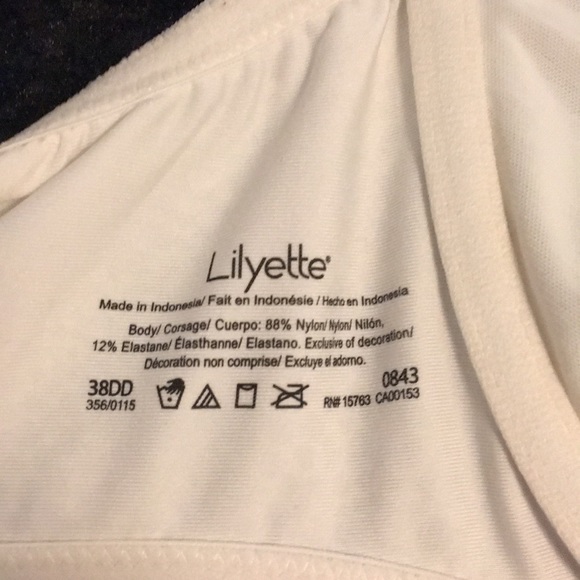 Lilyette®
Made in Indonesia/ Fait en Indonésie / Hecho en Indonesia
Body/ Corsage/ Cuerpo: 88% Nylon/ Nylon/ Nilón,
12% Elastane/ Élasthanne/ Elastano. Exclusive of decoration/
Décoration non comprise/ Excluye el adorno.
38DD 0843
356/0115 RN# 15763 CA00153